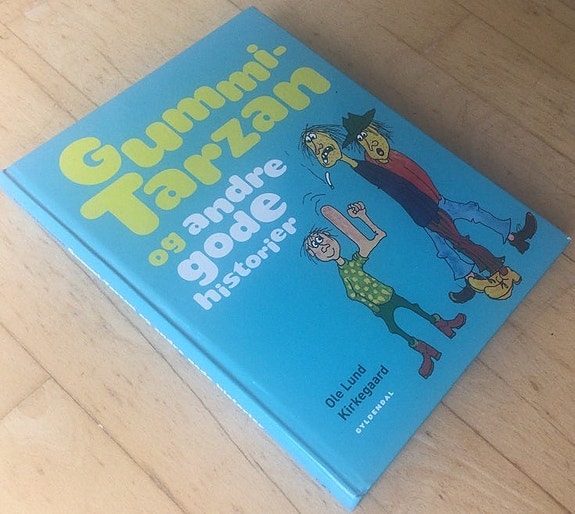 Gummi-
Tarzan
og andre
gode
historier
Ole Lund
Kirkegaard
GYLDENDAL